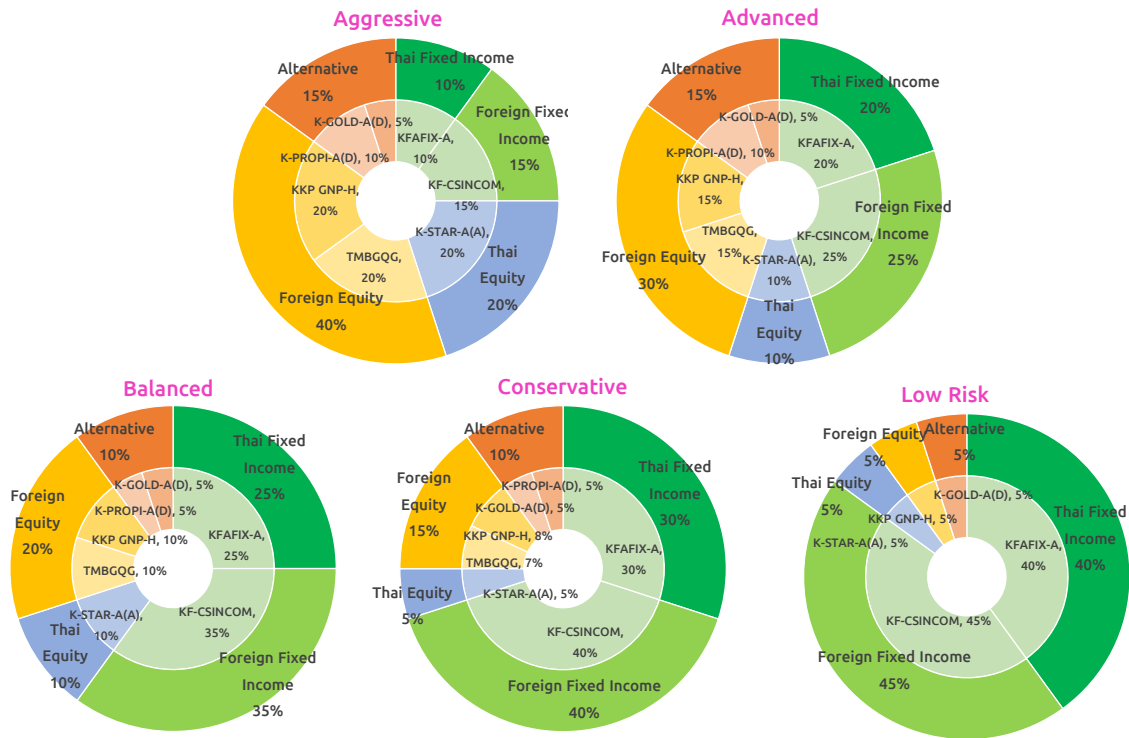 Aggressive
Alternative
15%
Thai Fixed Income
10%
Foreign Fixed
Income
15%
K-GOLD-A(D), 5%
KFAFIX-A,
10%
K-PROPI-A(D), 10%
KF-CSINCOM,
15%
KKP GNP-H,
20%
K-STAR-A(A),
20%
TMBGQG,
20%
Thai
Equity
20%
Foreign Equity
40%
Advanced
Alternative
15%
Thai Fixed Income
20%
K-GOLD-A(D), 5%
KFAFIX-A,
20%
K-PROPI-A(D), 10%
KKP GNP-H,
15%
Foreign Fixed
Income
25%
TMBGQG,
15%
KF-CSINCOM,
25%
K-STAR-A(A),
10%
Foreign Equity
30%
Thai
Equity
10%
Balanced
Alternative
10%
Thai Fixed
Income
25%
K-GOLD-A(D), 5%
Foreign
Equity
20%
K-PROPI-A(D), 5%
KFAFIX-A,
25%
KKP GNP-H, 10%
TMBGQG, 10%
K-STAR-A(A),
10%
KF-CSINCOM,
35%
Thai
Equity
10%
Foreign Fixed
Income
35%
Conservative
Alternative
10%
Thai Fixed
Income
30%
Foreign
Equity
15%
K-PROPI-A(D), 5%
K-GOLD-A(D), 5%
KKP GNP-H, 8%
KFAFIX-A,
30%
TMBGQG, 7%
Thai Equity
5%
K-STAR-A(A), 5%
KF-CSINCOM,
40%
Foreign Fixed Income
40%
Low Risk
Foreign Equity
5%
Alternative
5%
Thai Equity
5%
K-GOLD-A(D), 5%
Thai Fixed
Income
40%
KKP GNP-H, 5%
KFAFIX-A,
40%
K-STAR-A(A), 5%
KF-CSINCOM, 45%
Foreign Fixed Income
45%